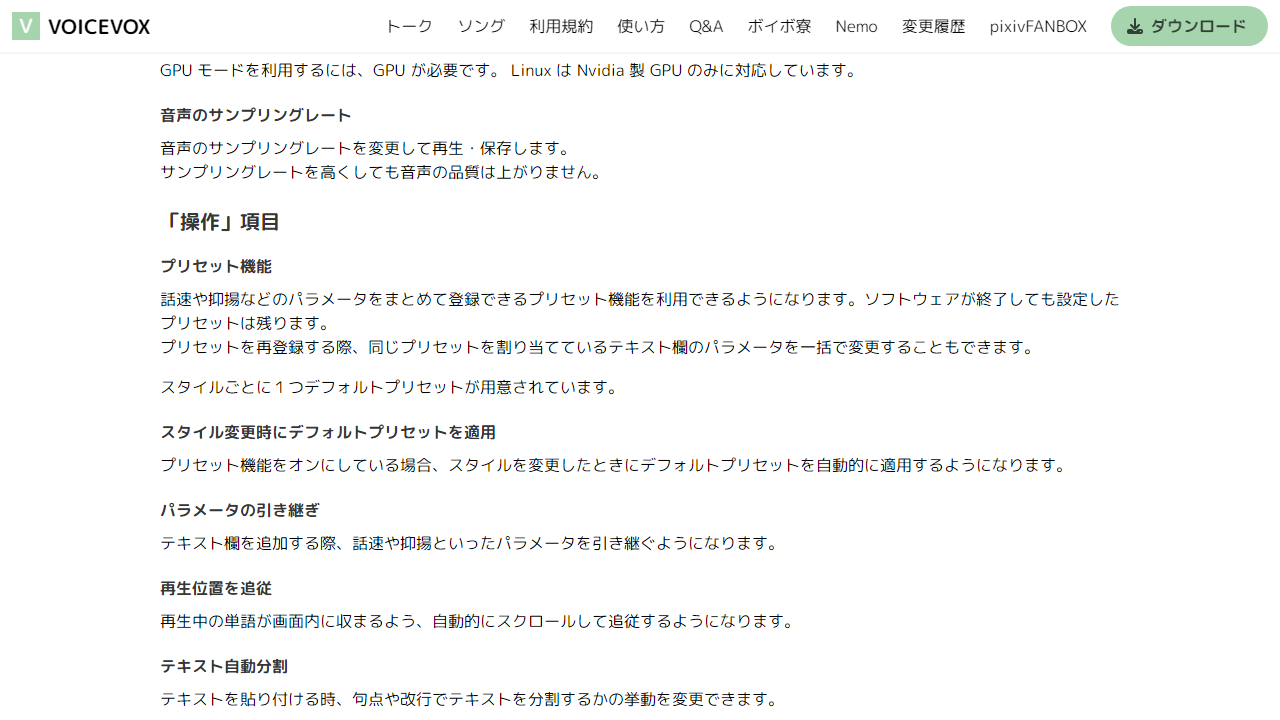 VOICEVOX
トーク ソング 利用規約 使い方 Q&A ボイボ寮 Nemo 変更履歴 pixivFANBOX ダウンロード
GPU モードを利用するには、GPU が必要です。 Linux は Nvidia 製 GPU のみに対応しています。
音声のサンプリングレート
音声のサンプリングレートを変更して再生・保存します。
サンプリングレートを高くしても音声の品質は上がりません。
「操作」項目
プリセット機能
話速や抑揚などのパラメータをまとめて登録できるプリセット機能を利用できるようになります。ソフトウェアが終了しても設定した
プリセットは残ります。
プリセットを再登録する際、同じプリセットを割り当てているテキスト欄のパラメータを一括で変更することもできます。
スタイルごとに１つデフォルトプリセットが用意されています。
スタイル変更時にデフォルトプリセットを適用
プリセット機能をオンにしている場合、スタイルを変更したときにデフォルトプリセットを自動的に適用するようになります。
パラメータの引き継ぎ
テキスト欄を追加する際、話速や抑揚といったパラメータを引き継ぐようになります。
再生位置を追従
再生中の単語が画面内に収まるよう、自動的にスクロールして追従するようになります。
テキスト自動分割
テキストを貼り付ける時、句点や改行でテキストを分割するかの挙動を変更できます。